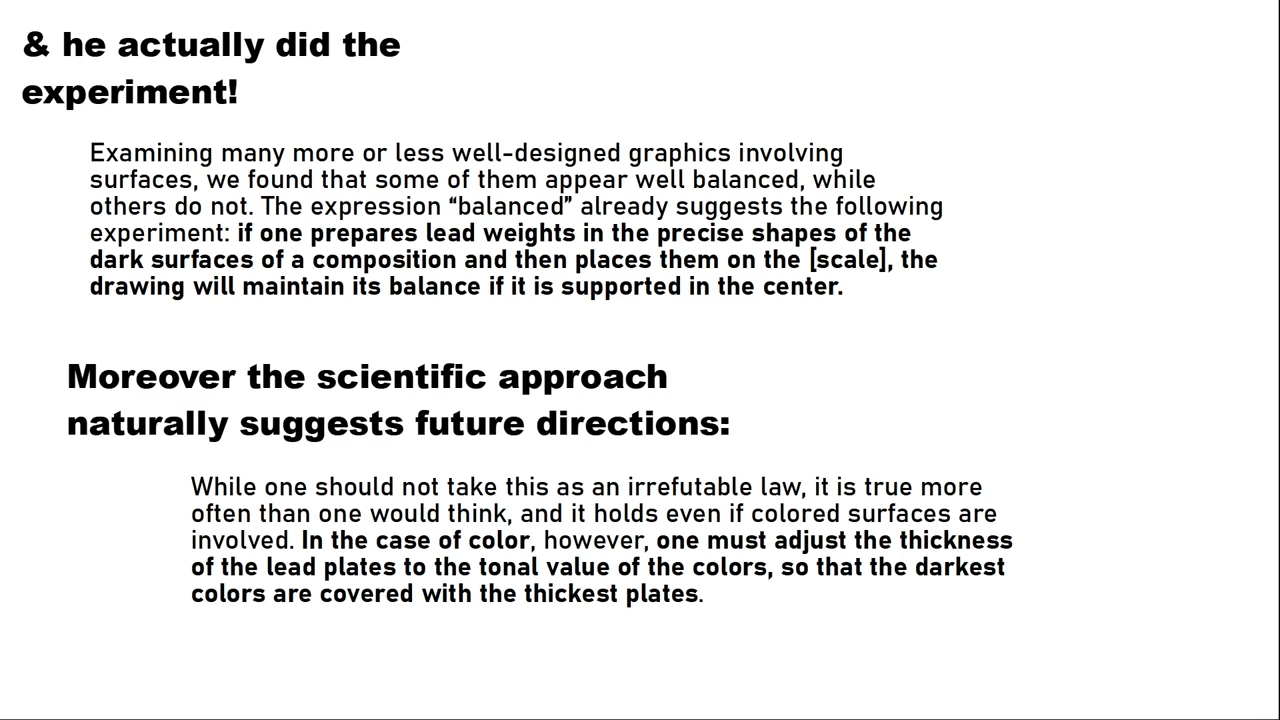 & he actually did the
experiment!
Examining many more or less well-designed graphics involving
surfaces, we found that some of them appear well balanced, while
others do not. The expression “balanced” already suggests the following
experiment: if one prepares lead weights in the precise shapes of the
dark surfaces of a composition and then places them on the [scale], the
drawing will maintain its balance if it is supported in the center.
Moreover the scientific approach
naturally suggests future directions:
While one should not take this as an irrefutable law, it is true more
often than one would think, and it holds even if colored surfaces are
involved. In the case of color, however, one must adjust the thickness
of the lead plates to the tonal value of the colors, so that the darkest
colors are covered with the thickest plates.